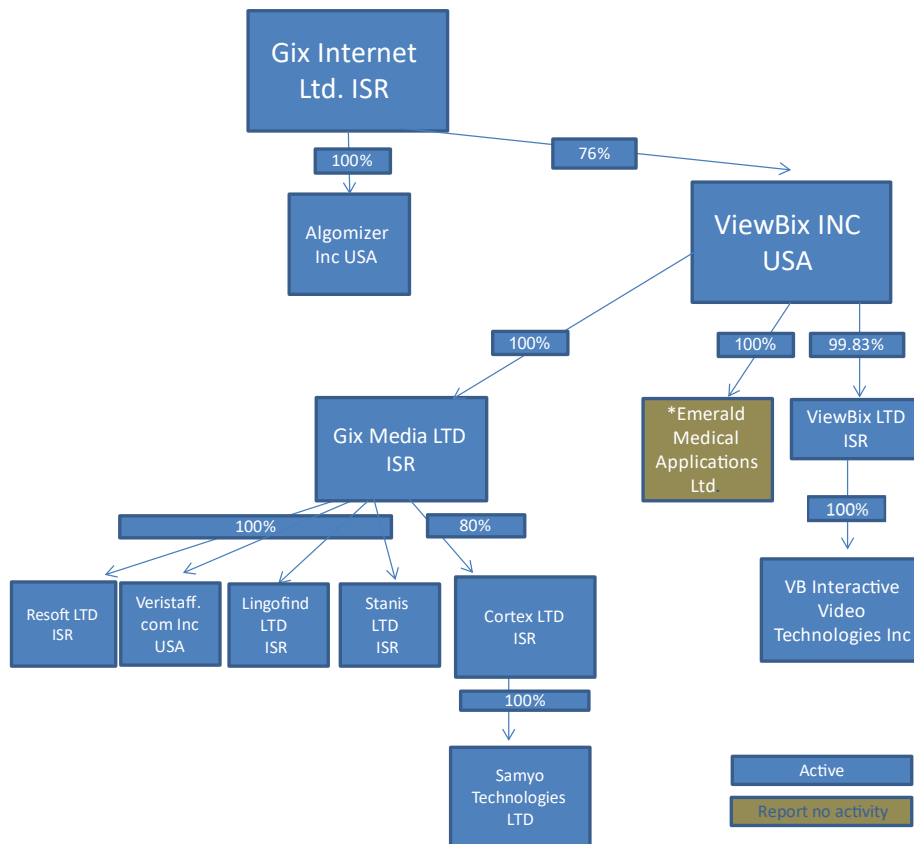 Gix Internet
Ltd. ISR
100%
76%
Algomizer
Inc USA
ViewBix INC
USA
100%
100%
99.83%
Gix Media LTD
ISR
*Emerald
Medical
Applications
Ltd.
ViewBix LTD
ISR
100%
80%
100%
Resoft LTD
ISR
Veristaff.
com Inc
USA
Lingofind
LTD
ISR
Stanis
LTD
ISR
Cortex LTD
ISR
VB Interactive
Video
Technologies Inc
100%
Samyo
Technologies
LTD
Active
Report no activity